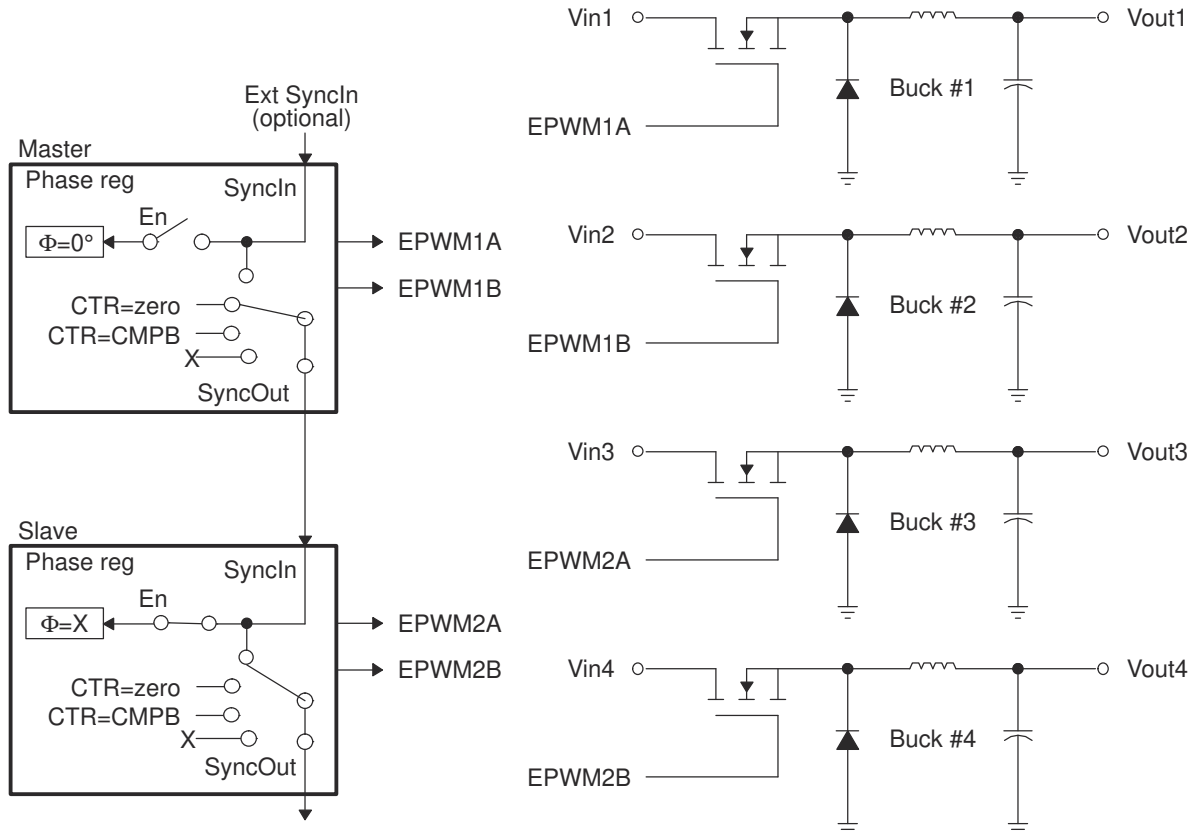 Ext SyncIn
(optional)
Master
Phase reg
SyncIn
En
Φ=0°
EPWM1A
EPWM1B
CTR=zero
CTR=CMPB
X
SyncOut
Slave
Phase reg
SyncIn
En
Φ=X
EPWM2A
EPWM2B
CTR=zero
CTR=CMPB
X
SyncOut
Vin1
Vout1
Buck #1
EPWM1A
Vin2
Vout2
Buck #2
EPWM1B
Vin3
Vout3
Buck #3
EPWM2A
Vin4
Vout4
Buck #4
EPWM2B